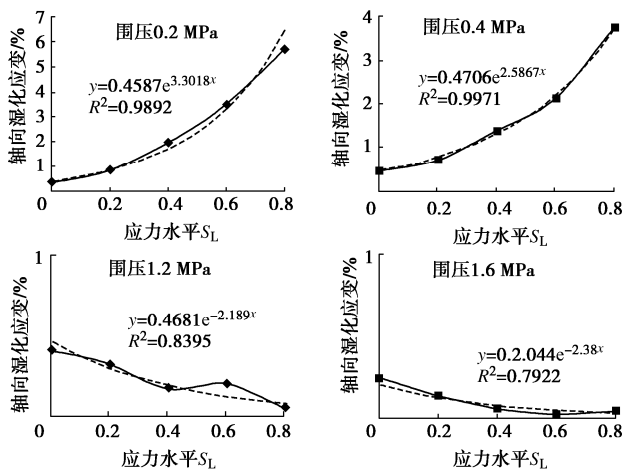 围压0.2 MPa
y=0.4587e^3.3018x
R²=0.9892
轴向湿化应变/%
7
6
5
4
3
2
1
0
0.2
0.4
0.6
0.8
应力水平S_L
围压0.4 MPa
y=0.4706e^2.5867x
R²=0.9971
轴向湿化应变/%
4
3
2
1
0
0.2
0.4
0.6
0.8
应力水平S_L
围压1.2 MPa
y=0.4681e^−2.189x
R²=0.8395
轴向湿化应变/%
1
0
0.2
0.4
0.6
0.8
应力水平S_L
围压1.6 MPa
y=0.2.044e^−2.38x
R²=0.7922
轴向湿化应变/%
1
0
0.2
0.4
0.6
0.8
应力水平S_L